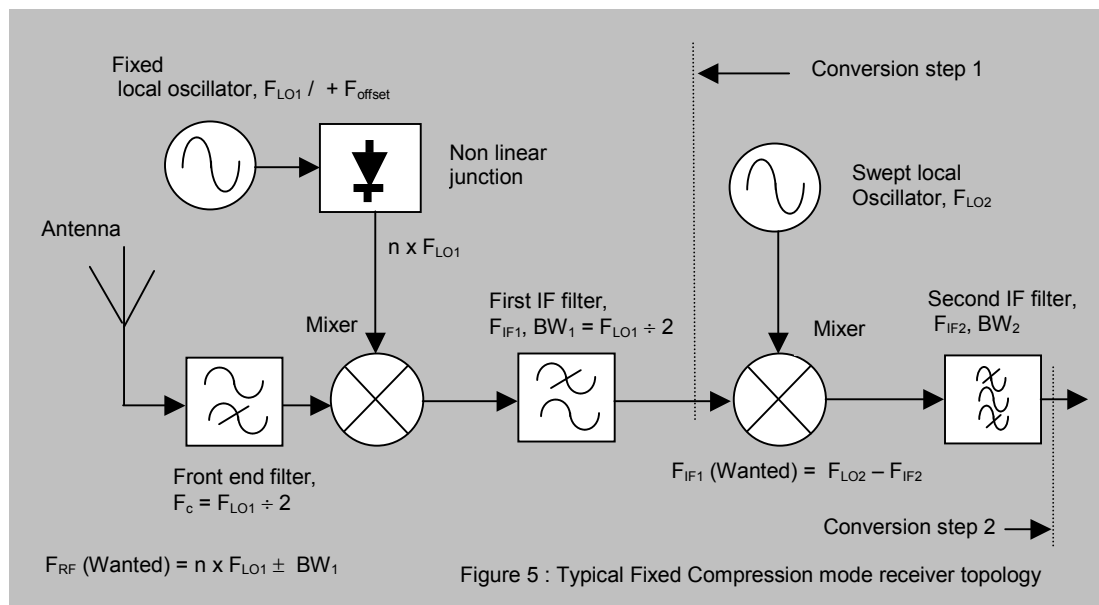 Fixed
local oscillator, FLO1 / + Foffset
Non linear
junction
n x FLO1
Antenna
Mixer
Front end filter,
Fc = FLO1 ÷ 2
First IF filter,
FIF1, BW1 = FLO1 ÷ 2
Conversion step 1
Swept local
Oscillator, FLO2
Mixer
Second IF filter,
FIF2, BW2
FIF1 (Wanted) = FLO2 – FIF2
Conversion step 2
FRF (Wanted) = n x FLO1 ± BW1
Figure 5 : Typical Fixed Compression mode receiver topology